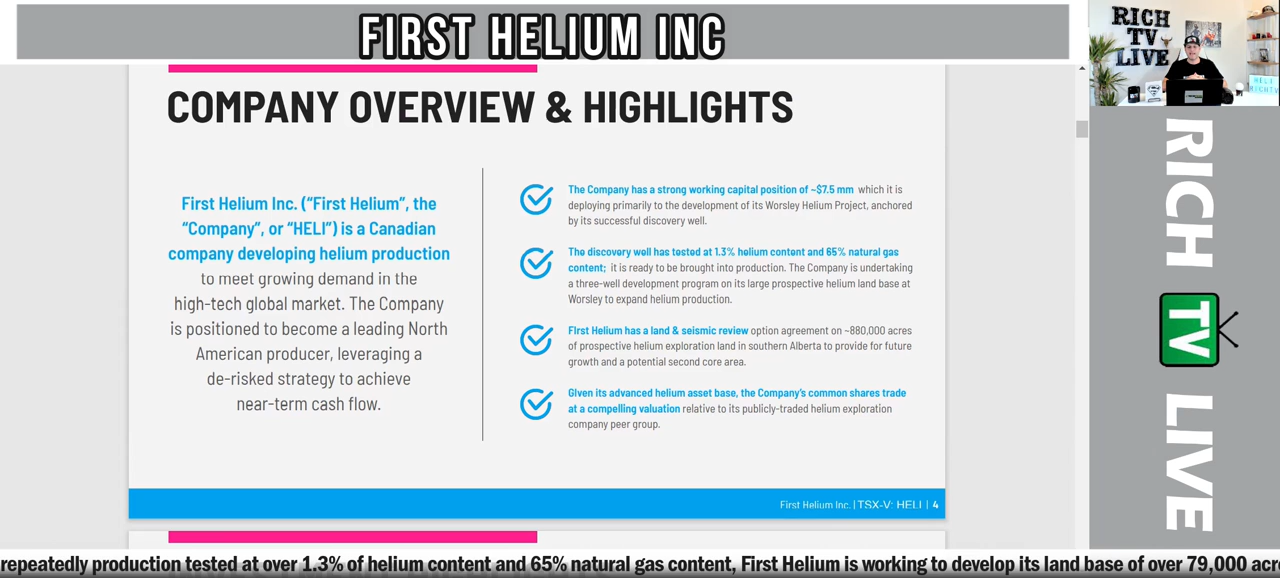 FIRST HELIUM INC
RICH
TV
LIVE
COMPANY OVERVIEW & HIGHLIGHTS
First Helium Inc. (“First Helium”, the
“Company”, or “HELI”) is a Canadian
company developing helium production
to meet growing demand in the
high-tech global market. The Company
is positioned to become a leading North
American producer, leveraging a
de-risked strategy to achieve
near-term cash flow.
The Company has a strong working capital position of ~$7.5 mm which it is
deploying primarily to the development of its Worsley Helium Project, anchored
by its successful discovery well.
The discovery well has tested at 1.3% helium content and 65% natural gas
content; it is ready to be brought into production. The Company is undertaking
a three-well development program on its large prospective helium land base at
Worsley to expand helium production.
First Helium has a land & seismic review option agreement on ~880,000 acres
of prospective helium exploration land in southern Alberta to provide for future
growth and a potential second core area.
Given its advanced helium asset base, the Company's common shares trade
at a compelling valuation relative to its publicly-traded helium exploration
company peer group.
First Helium Inc. | TSX-V: HELI | 4
RICH
TV
LIVE
repeatedly production tested at over 1.3% of helium content and 65% natural gas content, First Helium is working to develop its land base of over 79,000 acr